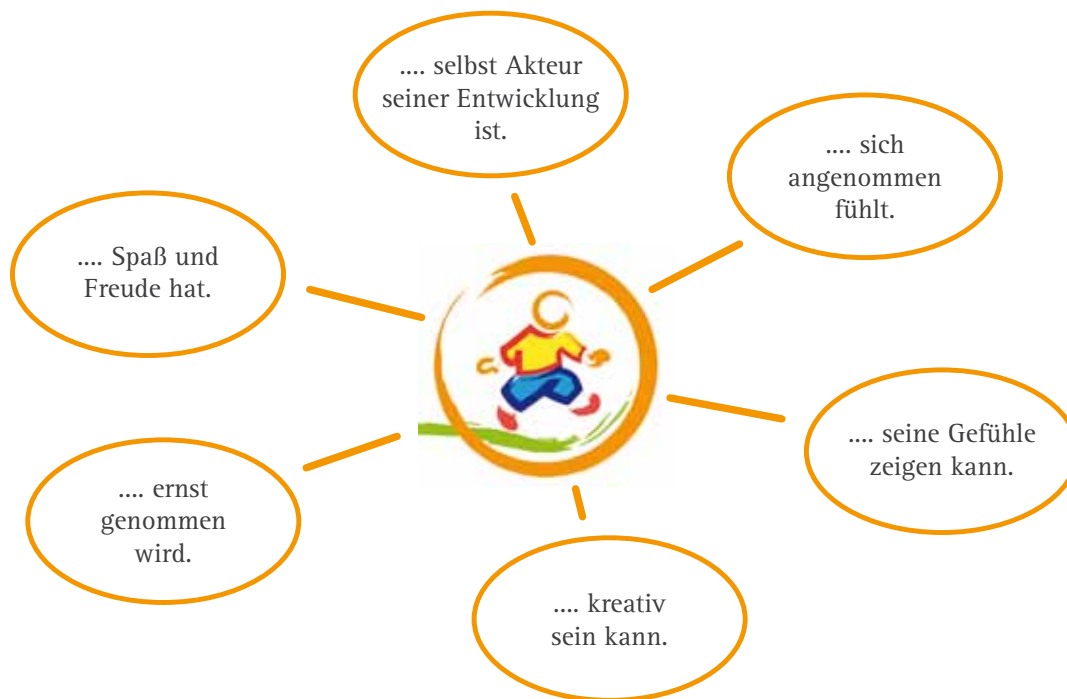 .... selbst Akteur
seiner Entwicklung
ist.
.... sich
angenommen
fühlt.
.... Spaß und
Freude hat.
.... seine Gefühle
zeigen kann.
.... ernst
genommen
wird.
.... kreativ
sein kann.